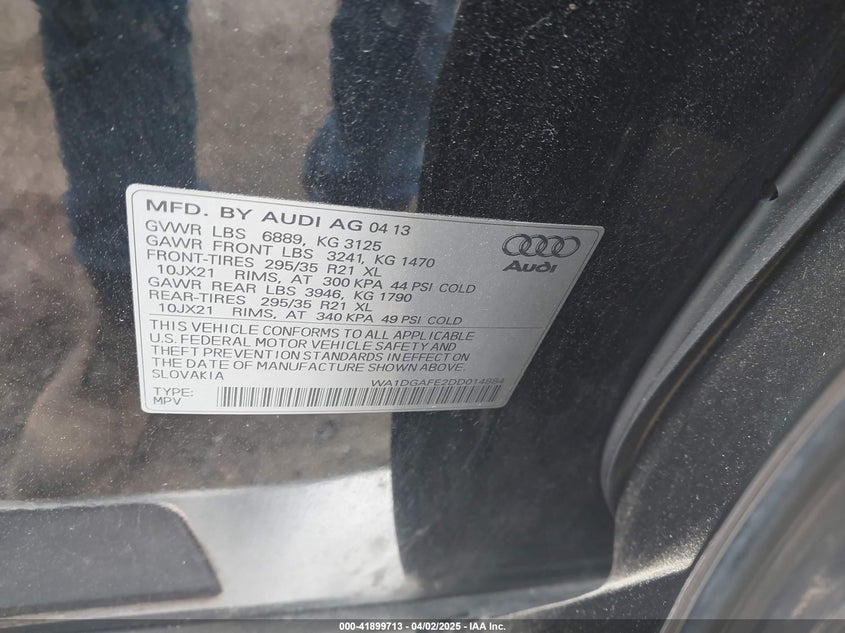 MFD. BY AUDI AG 04 13
GVWR LBS 6889, KG 3125
GAWR FRONT LBS 3241, KG 1470
FRONT-TIRES 295/35 R21 XL
10JX21 RIMS, AT 300 KPA 44 PSI COLD
GAWR REAR LBS 3946, KG 1790
REAR-TIRES 295/35 R21 XL
10JX21 RIMS, AT 340 KPA 49 PSI COLD
Audi
THIS VEHICLE CONFORMS TO ALL APPLICABLE
U.S. FEDERAL MOTOR VEHICLE SAFETY AND
THEFT PREVENTION STANDARDS IN EFFECT ON
THE DATE OF MANUFACTURE SHOWN ABOVE.
SLOVAKIA
WA1DGAFE2DD014884
TYPE:
MPV
000-41899713 - 04/02/2025 - IAA Inc.